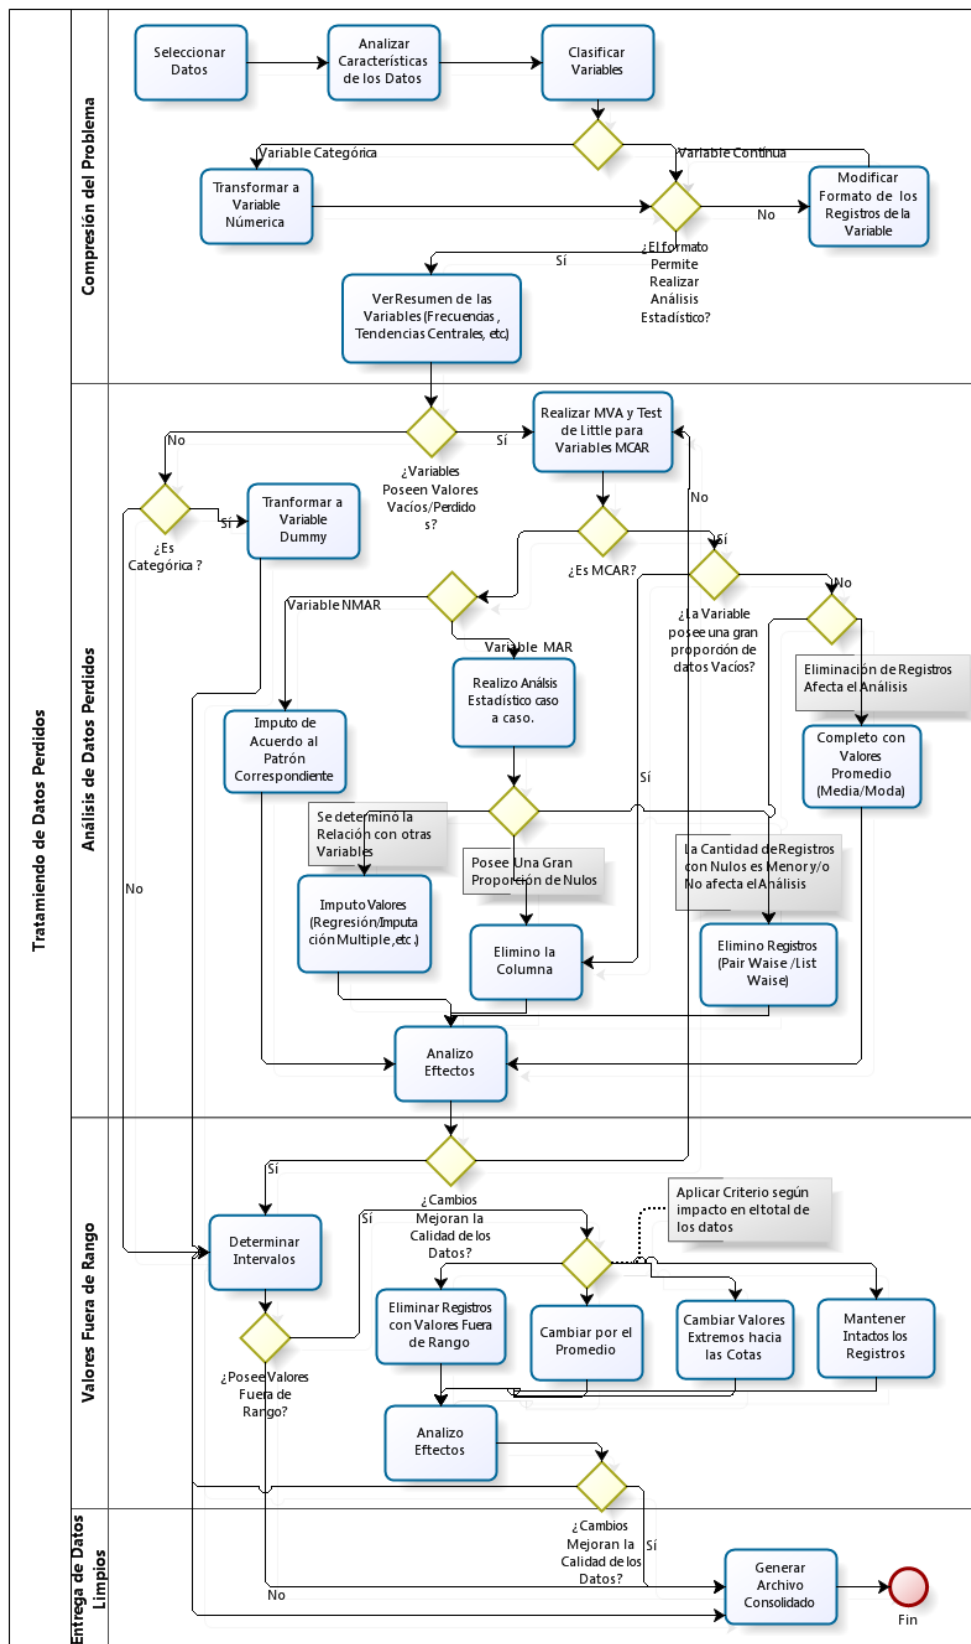 Tratamiendo de Datos Perdidos
Compresión del Problema
Seleccionar
Datos
Analizar
Características
de los Datos
Clasificar
Variables
Variable Categórica
Variable Contínua
Transformar a
Variable
Númerica
Modificar
Formato de los
Registros de la
Variable
No
¿El formato
Permite
Realizar
Análisis
Estadístico?
Sí
Ver Resumen de las
Variables (Frecuencias,
Tendencias Centrales, etc.)
Análisis de Datos Perdidos
Realizar MVA y Test
de Little para
Variables MCAR
No
Sí
¿Variables
Poseen Valores
Vacíos/Perdido
s?
Tranformar a
Variable
Dummy
Sí
¿Es
Categórica ?
No
¿Es MCAR?
Sí
¿La Variable
posee una gran
proporción de
datos Vacíos?
No
Variable NMAR
Variable MAR
Realizo Análsis
Estadístico caso
a caso.
Eliminación de Registros
Afecta el Análisis
Imputo de
Acuerdo al
Patrón
Correspondiente
Completo con
Valores
Promedio
(Media/Moda)
Sí
Se determinó la
Relación con otras
Variables
Posee Una Gran
Proporción de Nulos
La Cantidad de Registros
con Nulos es Menor y/o
No afecta el Análisis
No
Imputo Valores
(Regresión/Imputa
ción Multiple ,etc.)
Elimino la
Columna
Elimino Registros
(Pair Waise /List
Waise)
Analizo
Effectos
Valores Fuera de Rango
Sí
¿Cambios
Mejoran la
Calidad de los
Datos?
Aplicar Criterio según
impacto en el total de
los datos
Determinar
Intervalos
Sí
¿Posee Valores
Fuera de
Rango?
Eliminar Registros
con Valores Fuera
de Rango
Cambiar por el
Promedio
Cambiar Valores
Extremos hacia
las Cotas
Mantener
Intactos los
Registros
Analizo
Effectos
¿Cambios
Mejoran la
Calidad de los
Datos?
Sí
No
Entrega de Datos
Limpios
Generar
Archivo
Consolidado
Fin